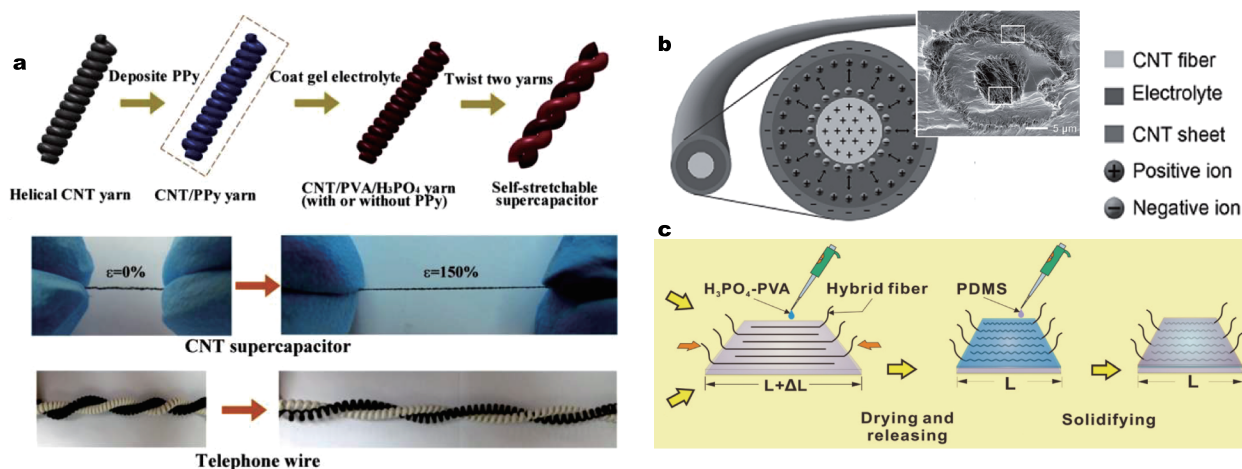 a
Deposite PPy
Coat gel electrolyte
Twist two yarns
Helical CNT yarn
CNT/PPy yarn
CNT/PVA/H₃PO₄ yarn
(with or without PPy)
Self-stretchable
supercapacitor
ε=0%
ε=150%
CNT supercapacitor
Telephone wire
b
5 μm
CNT fiber
Electrolyte
CNT sheet
+ Positive ion
− Negative ion
c
H₃PO₄-PVA
Hybrid fiber
PDMS
L+ΔL
L
L
Drying and
releasing
Solidifying